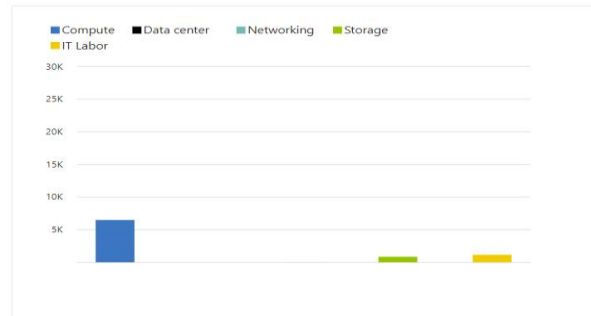 Compute Data center Networking Storage
IT Labor
30K
25K
20K
15K
10K
5K